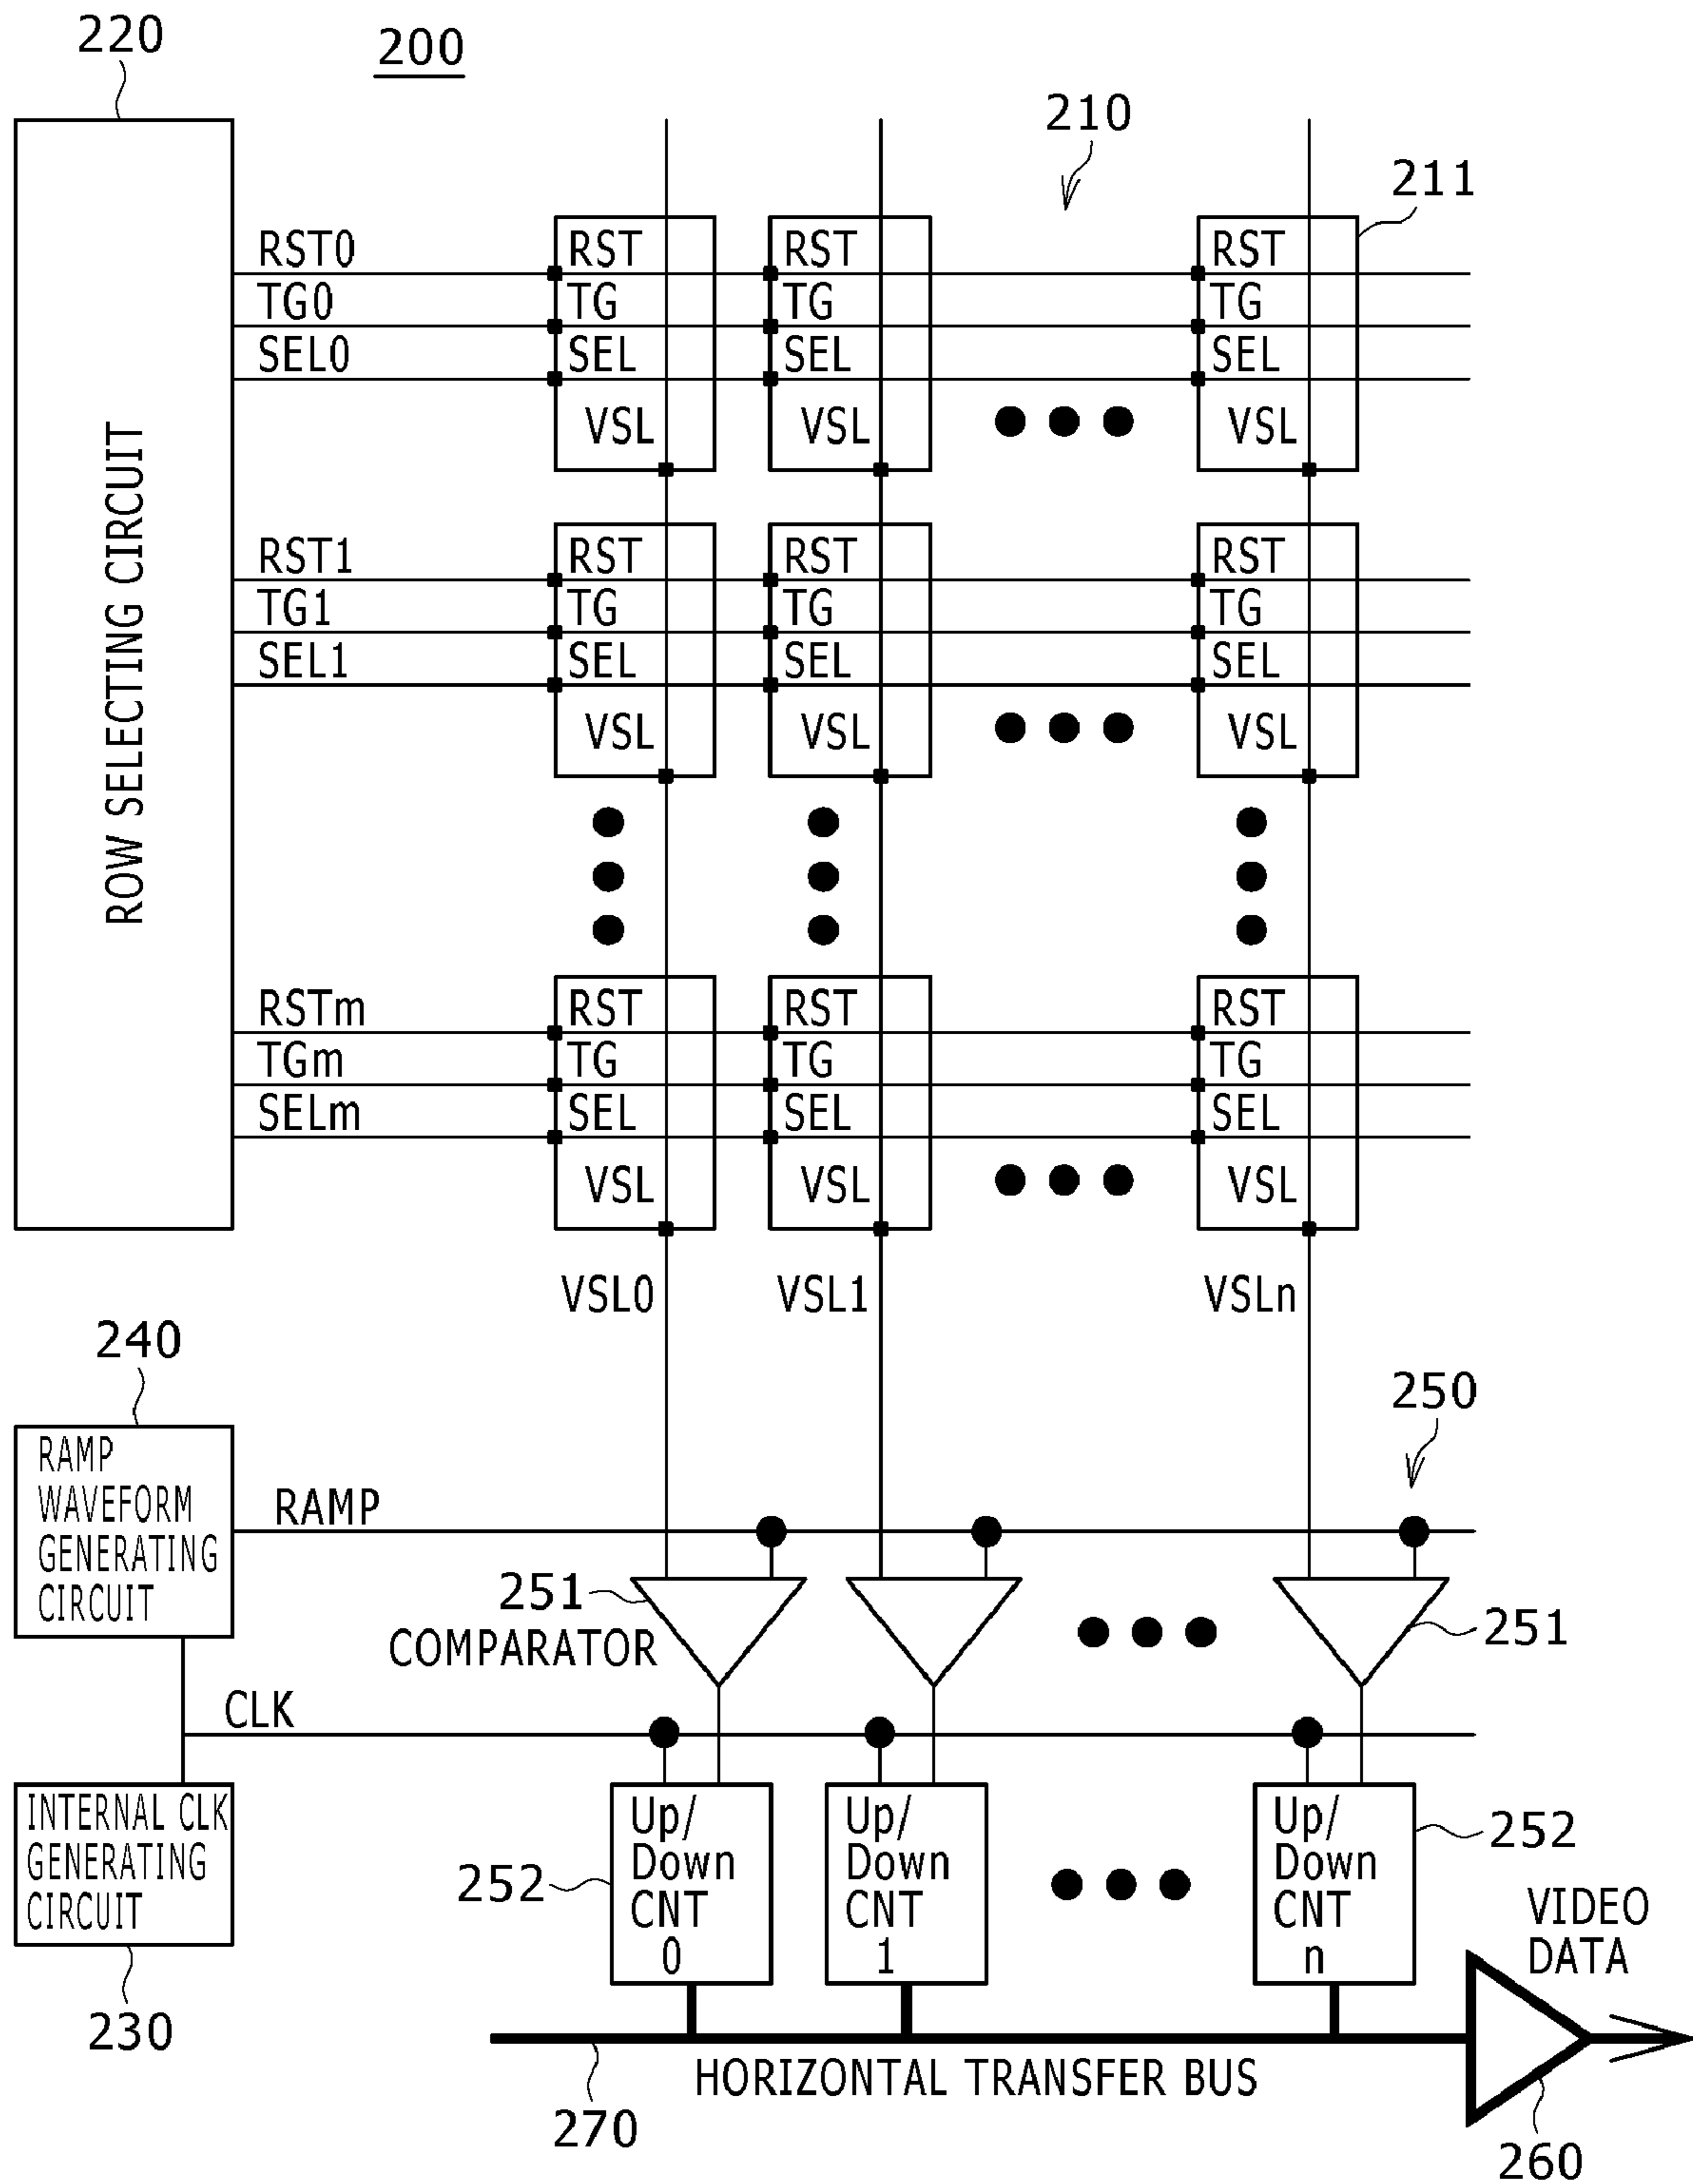 220
200
210
211
RST0 RST RST RST
TG0 TG TG TG
SEL0 SEL SEL SEL
VSL VSL VSL
ROW SELECTING CIRCUIT
RST1 RST RST RST
TG1 TG TG TG
SEL1 SEL SEL SEL
VSL VSL VSL
RSTm RST RST RST
TGm TG TG TG
SELm SEL SEL SEL
VSL VSL VSL
VSL0 VSL1 VSLn
240
250
RAMP
WAVEFORM
GENERATING
CIRCUIT
RAMP
251
COMPARATOR
251
CLK
INTERNAL CLK
GENERATING
CIRCUIT
230
252
Up/
Down
CNT
0
Up/
Down
CNT
1
Up/
Down
CNT
n
252
VIDEO
DATA
HORIZONTAL TRANSFER BUS
270
260